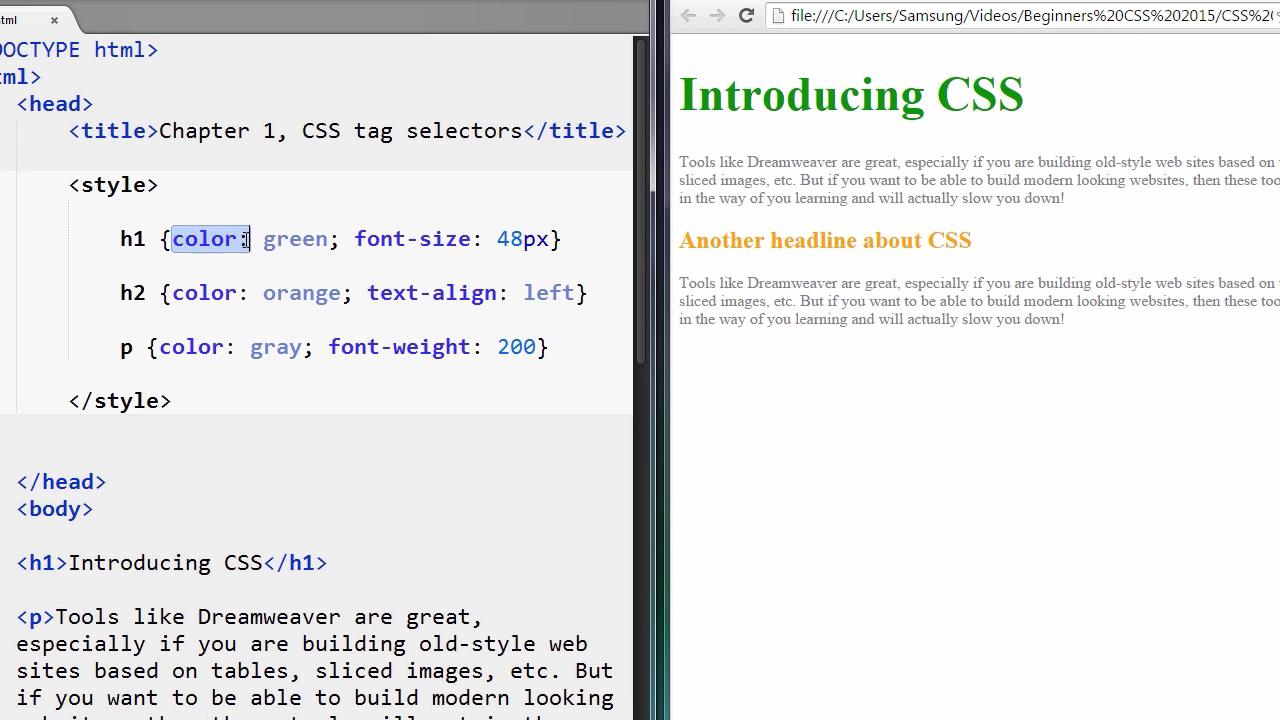 html
DOCTYPE html>
tml>
<head>
<title>Chapter 1, CSS tag selectors</title>
<style>
h1 {color: green; font-size: 48px}
h2 {color: orange; text-align: left}
p {color: gray; font-weight: 200}
</style>
</head>
<body>
<h1>Introducing CSS</h1>
<p>Tools like Dreamweaver are great,
especially if you are building old-style web
sites based on tables, sliced images, etc. But
if you want to be able to build modern looking
file:///C:/Users/Samsung/Videos/Beginners%20CSS%202015/CSS%20
Introducing CSS
Tools like Dreamweaver are great, especially if you are building old-style web sites based on
sliced images, etc. But if you want to be able to build modern looking websites, then these too
in the way of you learning and will actually slow you down!
Another headline about CSS
Tools like Dreamweaver are great, especially if you are building old-style web sites based on
sliced images, etc. But if you want to be able to build modern looking websites, then these too
in the way of you learning and will actually slow you down!